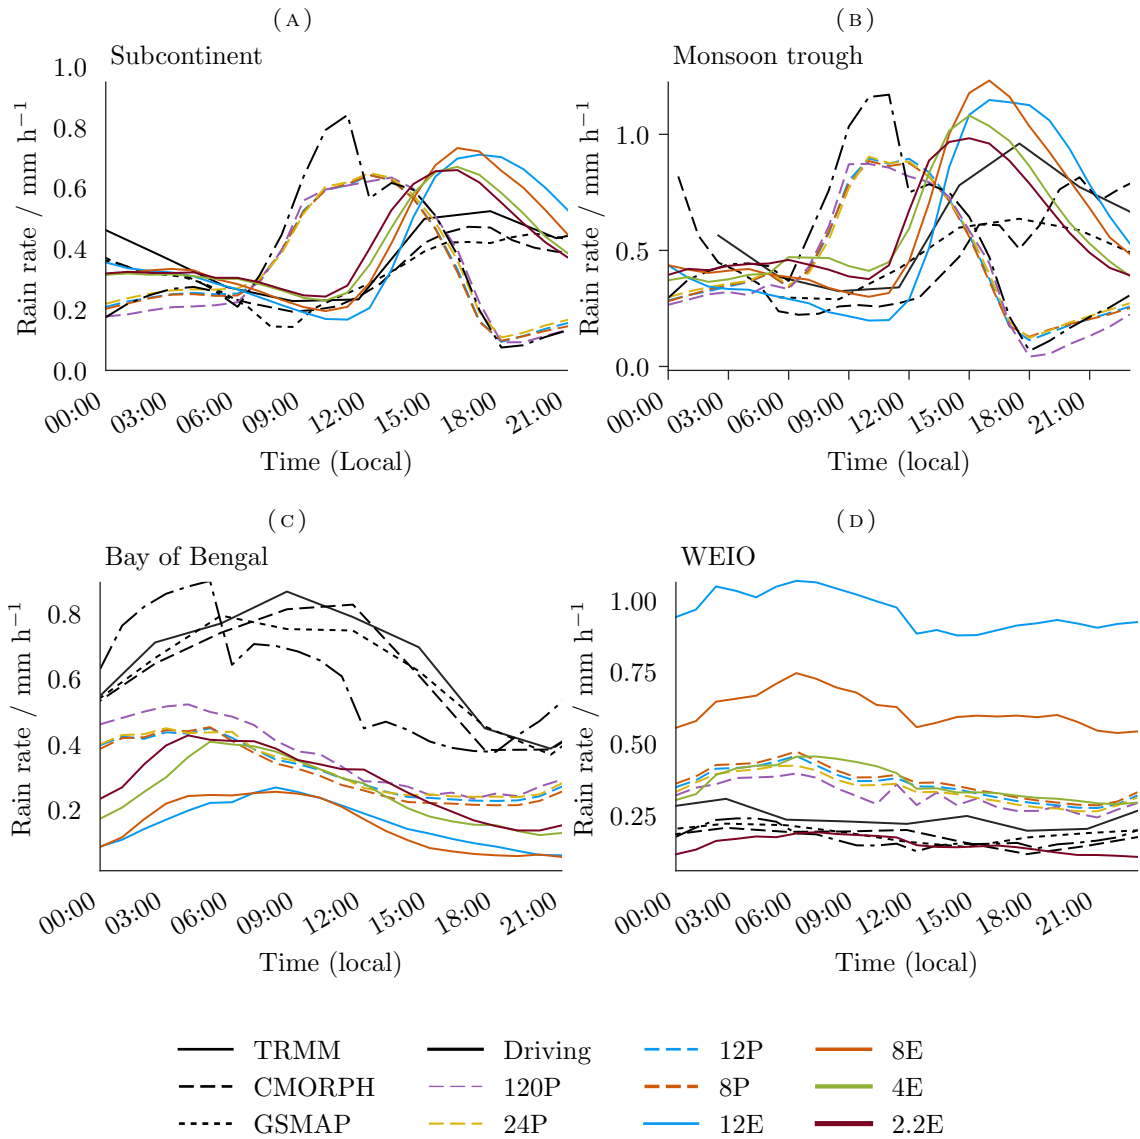 ( A )
Subcontinent
Rain rate / mm h⁻¹
1.0
0.8
0.6
0.4
0.2
0.0
00:00 03:00 06:00 09:00 12:00 15:00 18:00 21:00
Time (Local)
( B )
Monsoon trough
Rain rate / mm h⁻¹
1.0
0.5
0.0
00:00 03:00 06:00 09:00 12:00 15:00 18:00 21:00
Time (local)
( C )
Bay of Bengal
Rain rate / mm h⁻¹
0.8
0.6
0.4
0.2
00:00 03:00 06:00 09:00 12:00 15:00 18:00 21:00
Time (local)
( D )
WEIO
Rain rate / mm h⁻¹
1.00
0.75
0.50
0.25
00:00 03:00 06:00 09:00 12:00 15:00 18:00 21:00
Time (local)
TRMM Driving 12P 8E
CMORPH 120P 8P 4E
GSMAP 24P 12E 2.2E